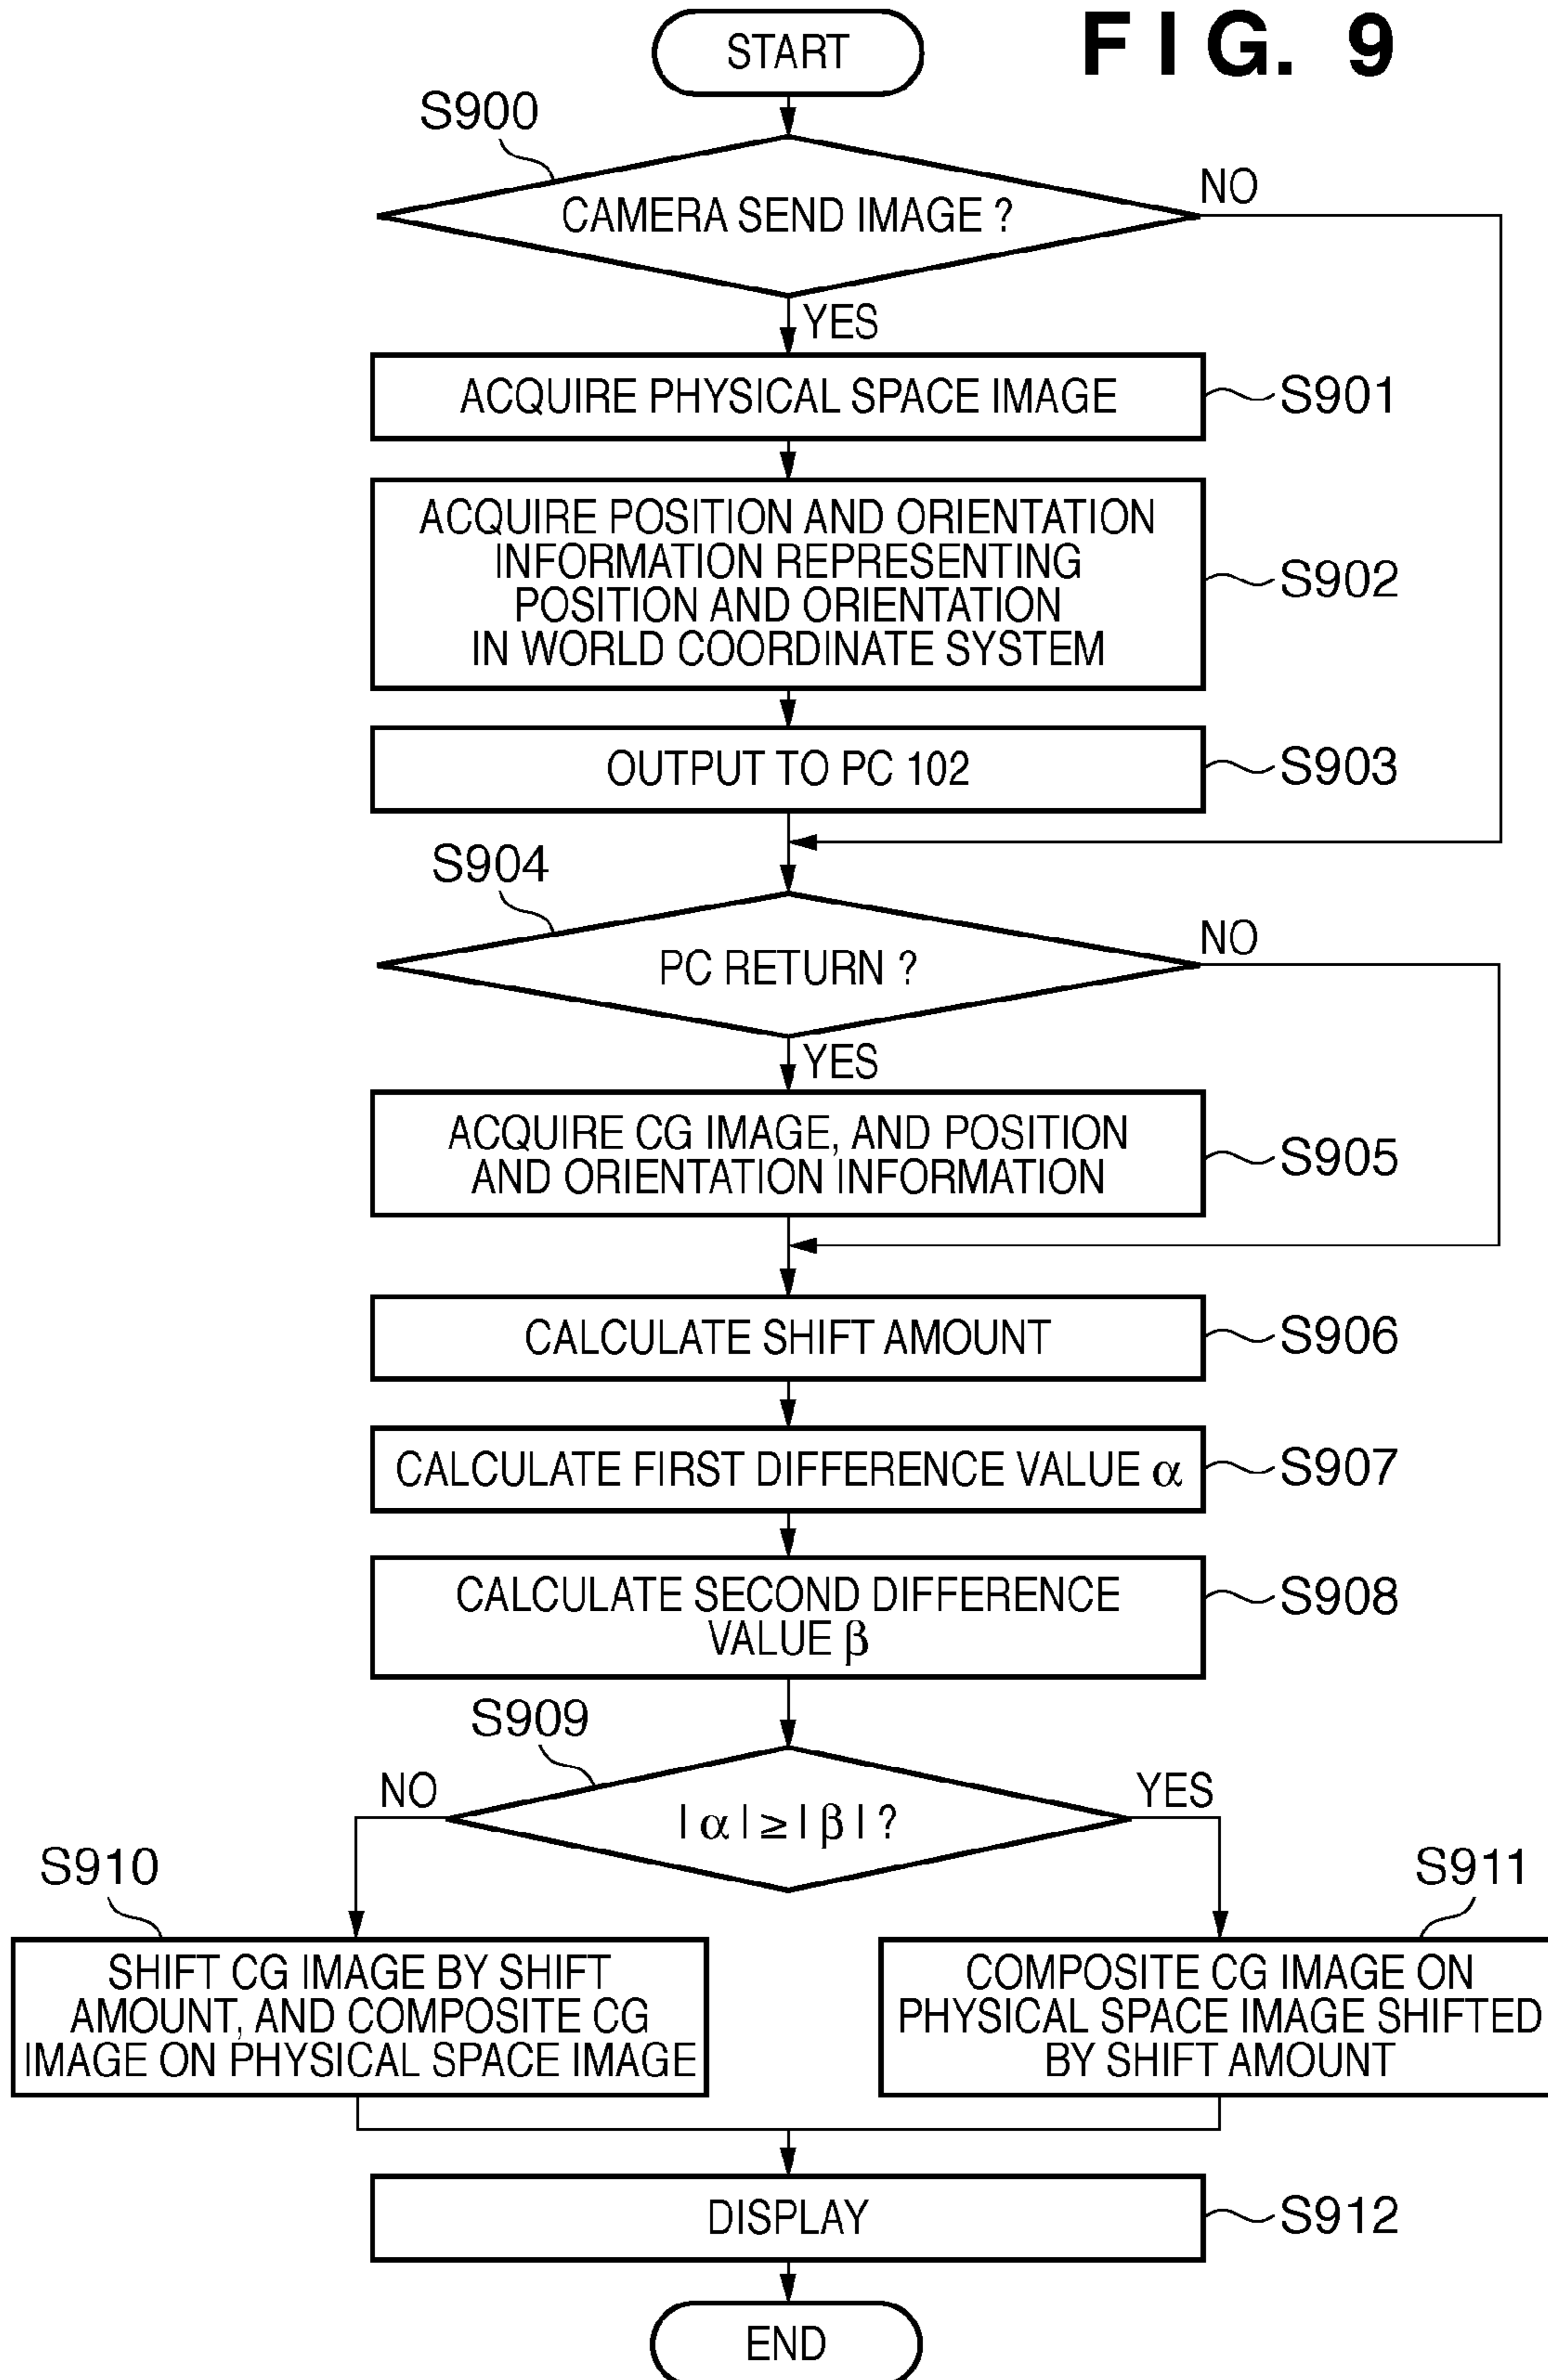 FIG. 9
START
S900
CAMERA SEND IMAGE ?
NO
YES
ACQUIRE PHYSICAL SPACE IMAGE
S901
ACQUIRE POSITION AND ORIENTATION
INFORMATION REPRESENTING
POSITION AND ORIENTATION
IN WORLD COORDINATE SYSTEM
S902
OUTPUT TO PC 102
S903
S904
PC RETURN ?
NO
YES
ACQUIRE CG IMAGE, AND POSITION
AND ORIENTATION INFORMATION
S905
CALCULATE SHIFT AMOUNT
S906
CALCULATE FIRST DIFFERENCE VALUE α
S907
CALCULATE SECOND DIFFERENCE
VALUE β
S908
S909
NO
| α | ≥ | β | ?
YES
S910
SHIFT CG IMAGE BY SHIFT
AMOUNT, AND COMPOSITE CG
IMAGE ON PHYSICAL SPACE IMAGE
S911
COMPOSITE CG IMAGE ON
PHYSICAL SPACE IMAGE SHIFTED
BY SHIFT AMOUNT
DISPLAY
S912
END